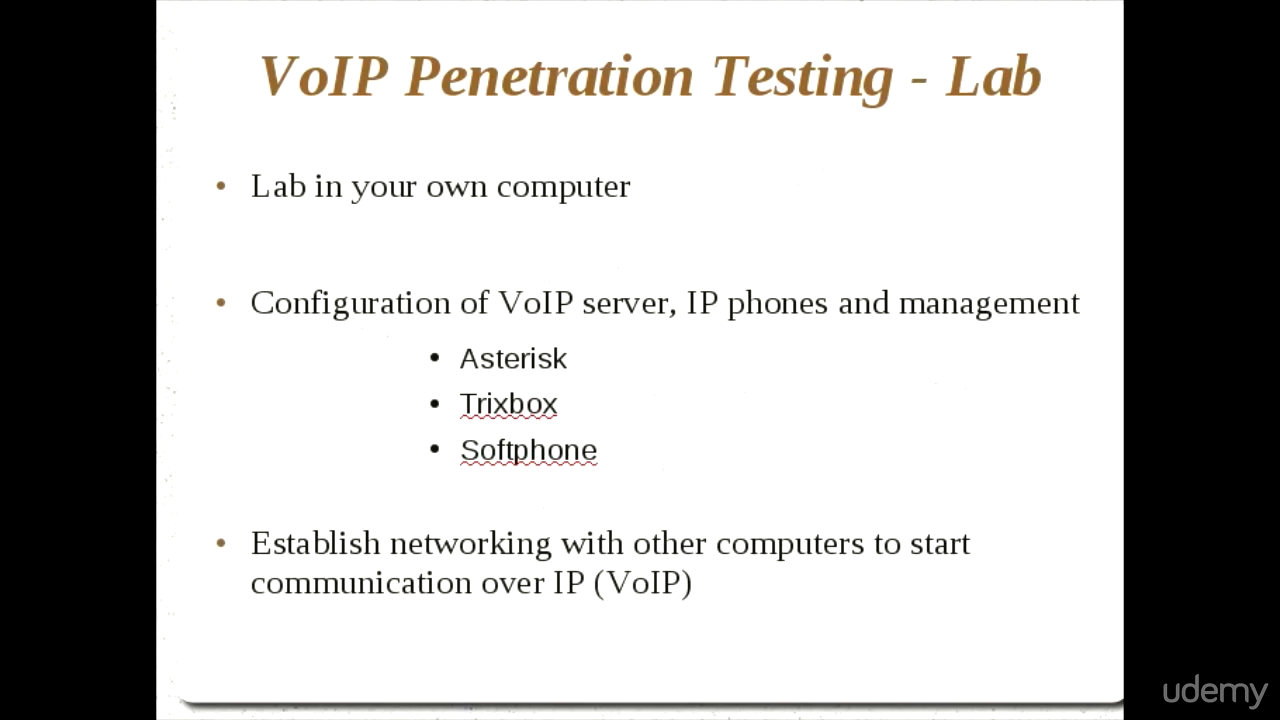 VoIP Penetration Testing - Lab
• Lab in your own computer
• Configuration of VoIP server, IP phones and management
• Asterisk
• Trixbox
• Softphone
• Establish networking with other computers to start
communication over IP (VoIP)
udemy